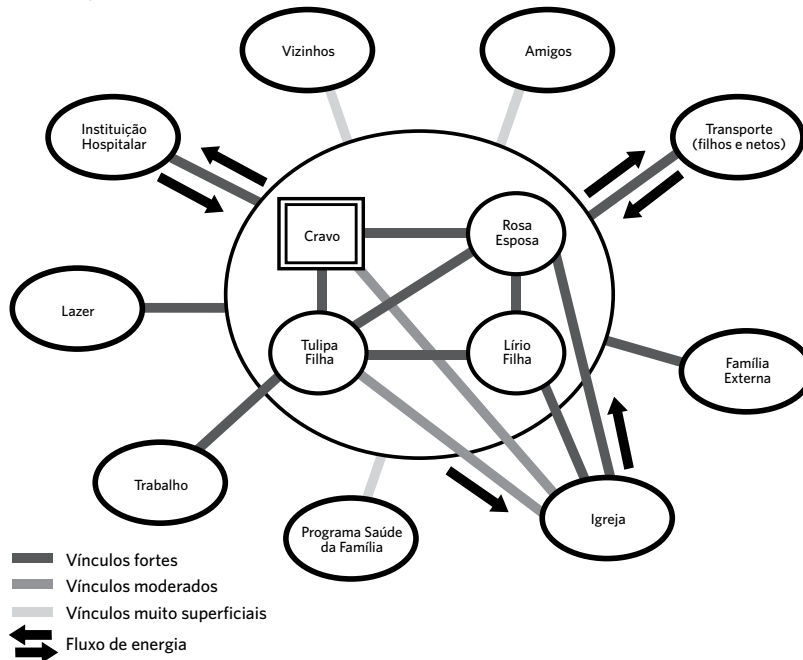 Vizinhos
Amigos
Instituição
Hospitalar
Transporte
(filhos e netos)
Cravo
Rosa
Esposa
Lazer
Tulipa
Filha
Lírio
Filha
Família
Externa
Trabalho
Programa Saúde
da Família
Igreja
Vínculos fortes
Vínculos moderados
Vínculos muito superficiais
Fluxo de energia